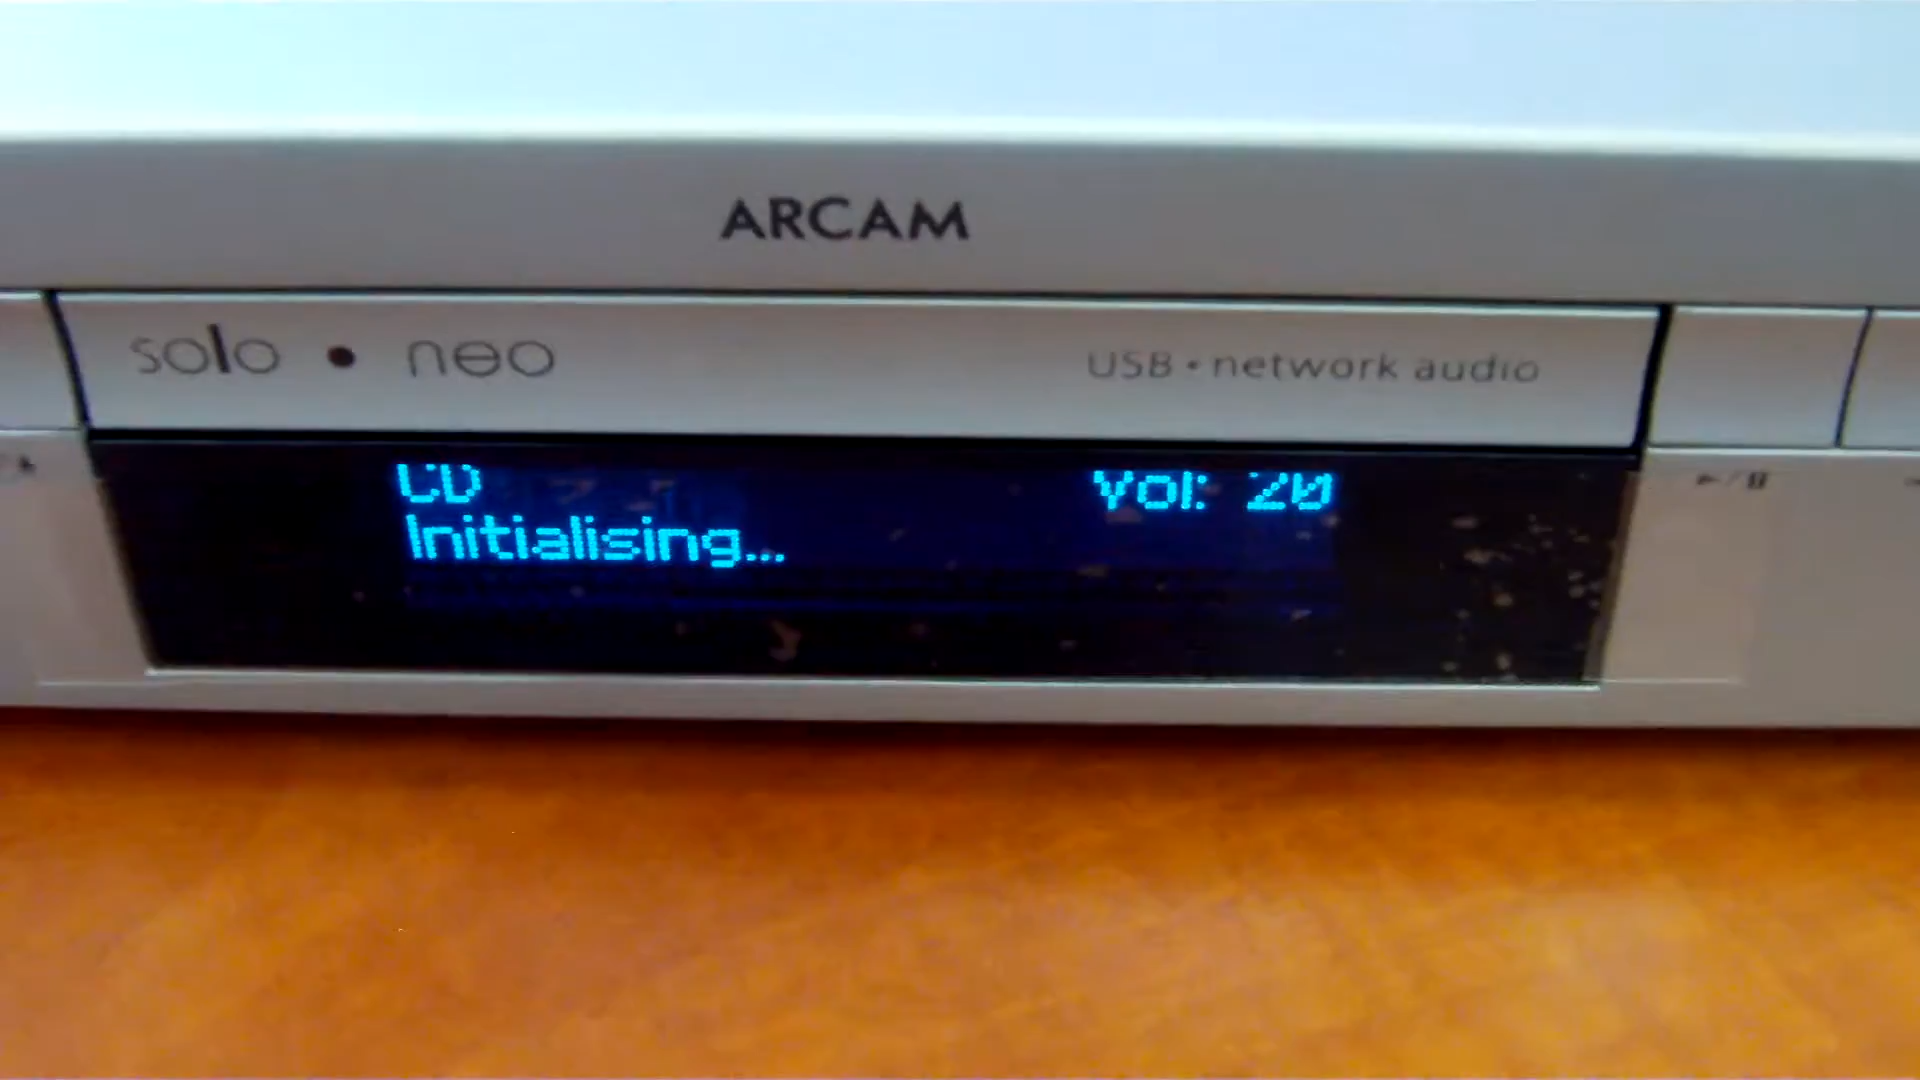 ARCAM
solo • neo
USB • network audio
CD Vol: 20
Initialising...